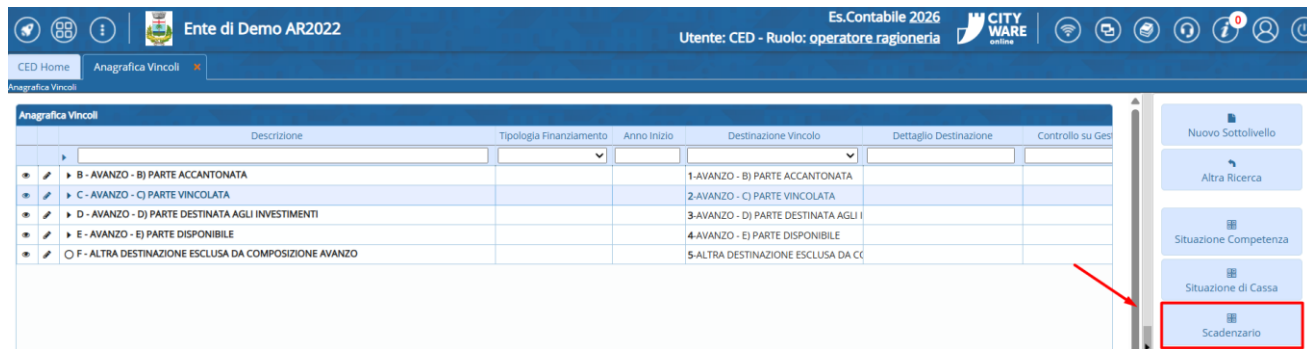 Ente di Demo AR2022
Es.Contabile 2026
Utente: CED - Ruolo: operatore ragioneria
CITY
WARE
online
0
CED Home
Anagrafica Vincoli
Anagrafica Vincoli
Anagrafica Vincoli
Descrizione Tipologia Finanziamento Anno Inizio Destinazione Vincolo Dettaglio Destinazione Controllo su Gest
B - AVANZO - B) PARTE ACCANTONATA 1-AVANZO - B) PARTE ACCANTONATA
C - AVANZO - C) PARTE VINCOLATA 2-AVANZO - C) PARTE VINCOLATA
D - AVANZO - D) PARTE DESTINATA AGLI INVESTIMENTI 3-AVANZO - D) PARTE DESTINATA AGLI I
E - AVANZO - E) PARTE DISPONIBILE 4-AVANZO - E) PARTE DISPONIBILE
F - ALTRA DESTINAZIONE ESCLUSA DA COMPOSIZIONE AVANZO 5-ALTRA DESTINAZIONE ESCLUSA DA CO
Nuovo Sottolivello
Altra Ricerca
Situazione Competenza
Situazione di Cassa
Scadenzario